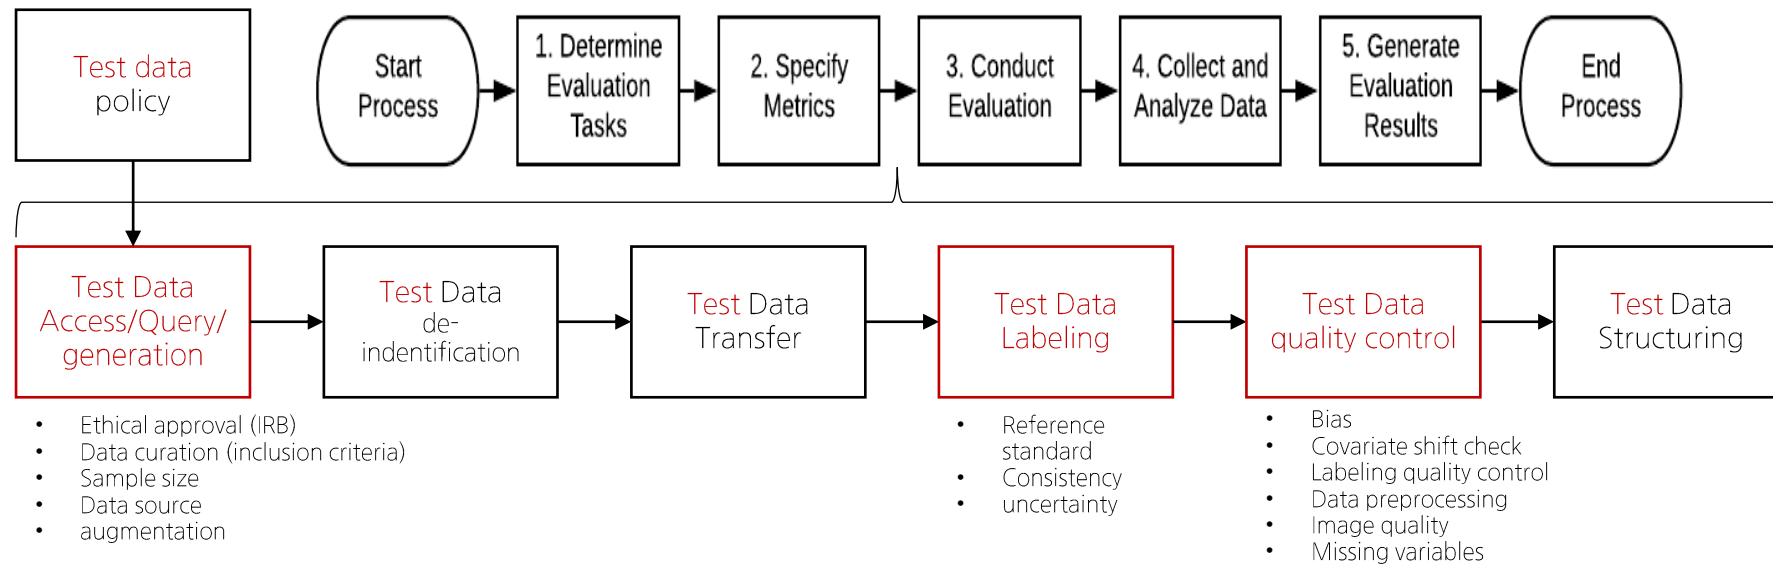 Test data
policy
Start
Process
1. Determine
Evaluation
Tasks
2. Specify
Metrics
3. Conduct
Evaluation
4. Collect and
Analyze Data
5. Generate
Evaluation
Results
End
Process
Test Data
Access/Query/
generation
Test Data
de-
indentification
Test Data
Transfer
Test Data
Labeling
Test Data
quality control
Test Data
Structuring
• Ethical approval (IRB)
• Data curation (inclusion criteria)
• Sample size
• Data source
• augmentation
• Reference
standard
• Consistency
• uncertainty
• Bias
• Covariate shift check
• Labeling quality control
• Data preprocessing
• Image quality
• Missing variables